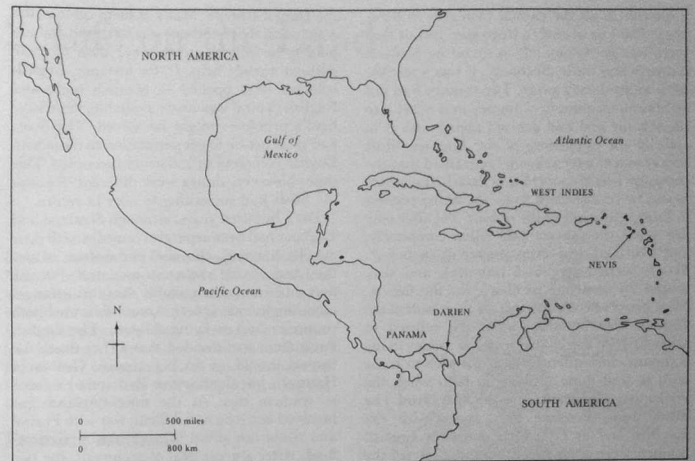 NORTH AMERICA
Gulf of
Mexico
Atlantic Ocean
WEST INDIES
NEVIS
Pacific Ocean
DARIEN
PANAMA
N
SOUTH AMERICA
0 500 miles
0 800 km